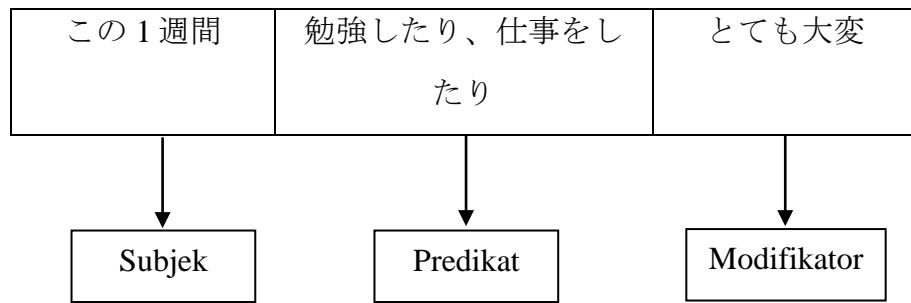 この 1 週間
勉強したり、仕事をし
たり
とても大変
Subjek
Predikat
Modifikator